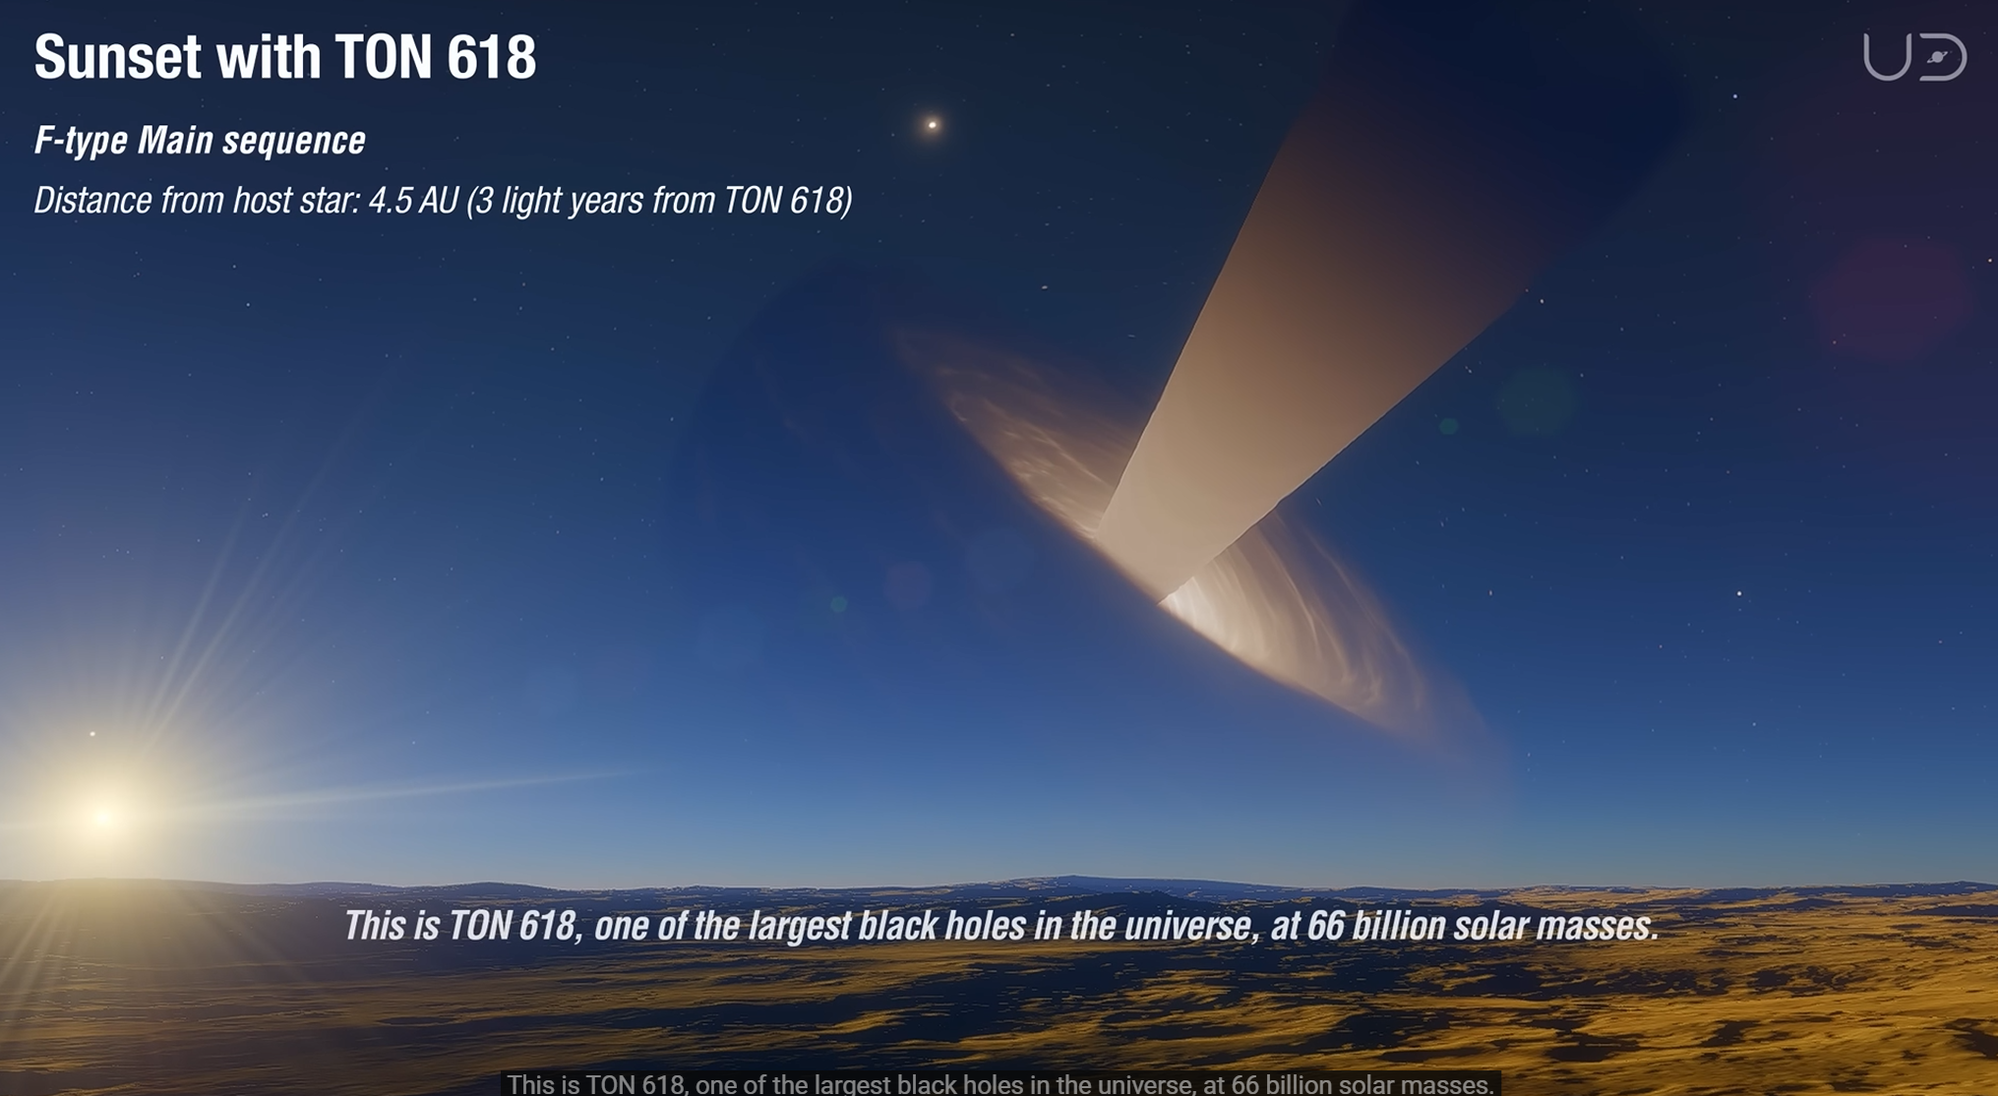 Sunset with TON 618
UD
F-type Main sequence
Distance from host star: 4.5 AU (3 light years from TON 618)
This is TON 618, one of the largest black holes in the universe, at 66 billion solar masses.
This is TON 618, one of the largest black holes in the universe, at 66 billion solar masses.